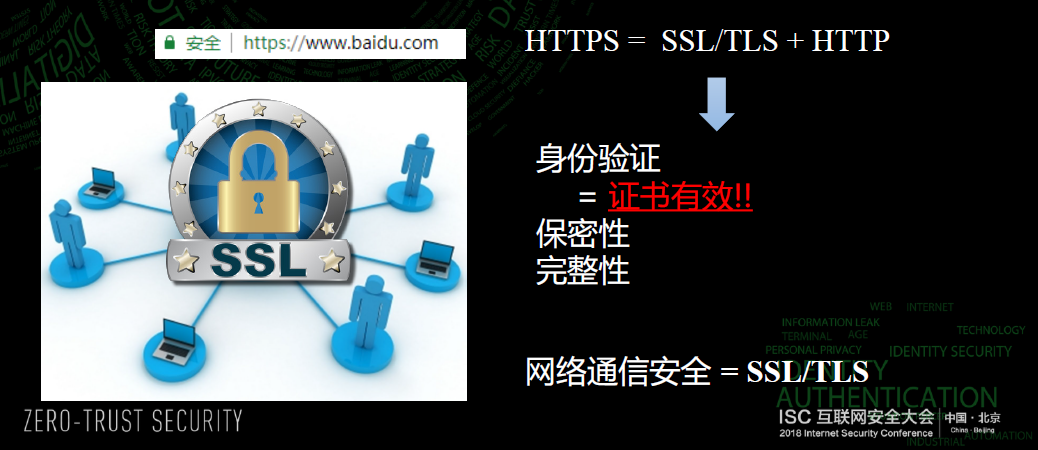 安全 | https://www.baidu.com
HTTPS = SSL/TLS + HTTP
SSL
身份验证
= 证书有效!!
保密性
完整性
网络通信安全 = SSL/TLS
WEB INTERNET
INFORMATION LEAK
TECHNOLOGY
TERMINAL AGE
PERSONAL PRIVACY
IDENTITY SECURITY
IDENTITY
AUTHENTICATION
ZERO-TRUST SECURITY
ISC 互联网安全大会 中国·北京
2018 Internet Security Conference China · Beijing
INDUSTRIAL
AUTOMATION